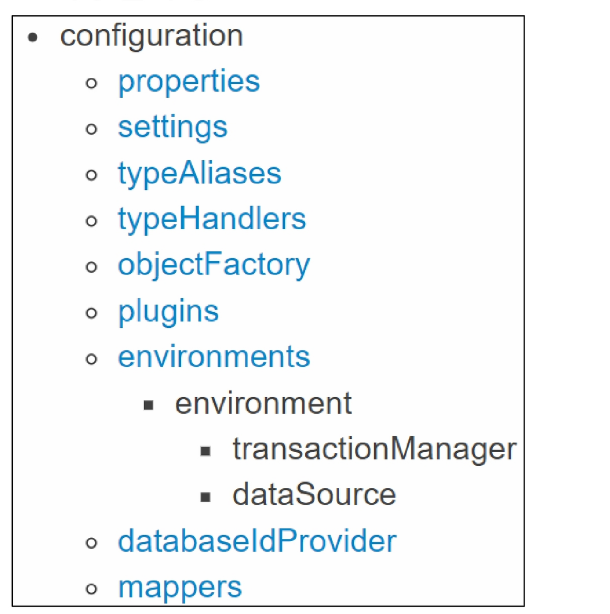 configuration
properties
settings
typeAliases
typeHandlers
objectFactory
plugins
environments
environment
transactionManager
dataSource
databaseIdProvider
mappers